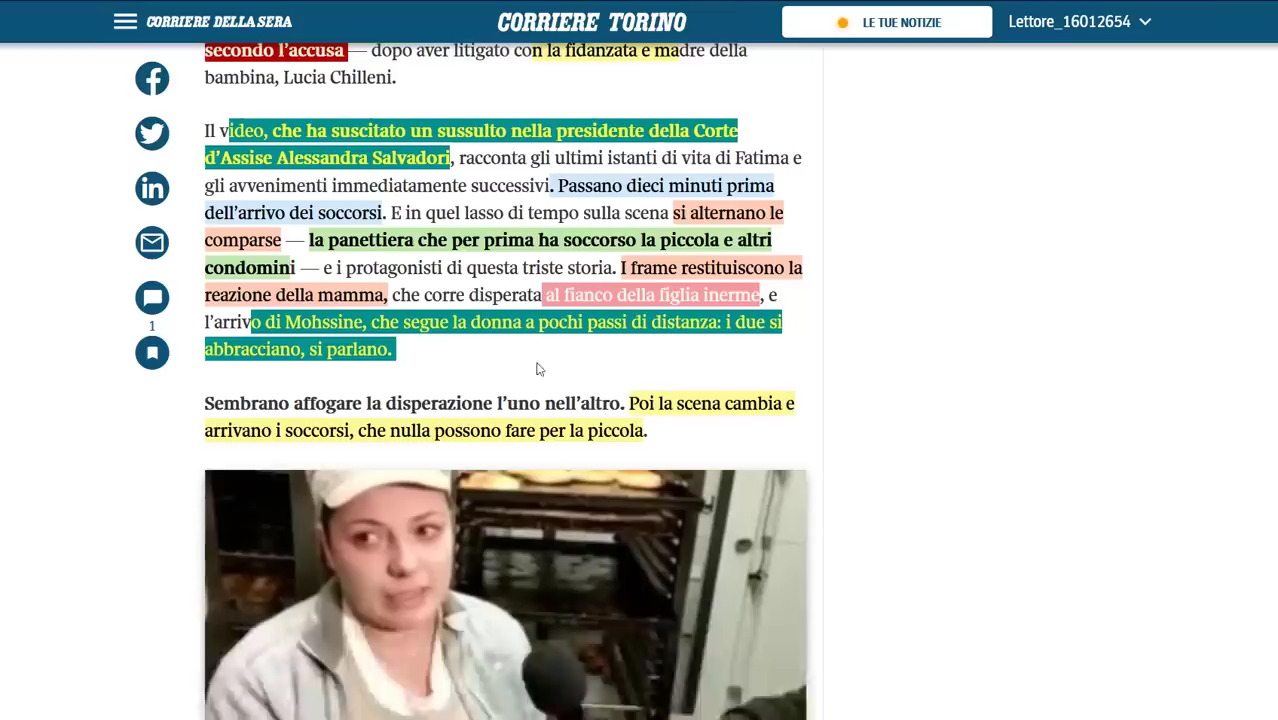 CORRIERE DELLA SERA
CORRIERE TORINO
LE TUE NOTIZIE
Lettore_16012654
secondo l'accusa — dopo aver litigato con la fidanzata e madre della
bambina, Lucia Chilleni.
Il video, che ha suscitato un sussulto nella presidente della Corte
d'Assise Alessandra Salvadori, racconta gli ultimi istanti di vita di Fatima e
gli avvenimenti immediatamente successivi. Passano dieci minuti prima
dell'arrivo dei soccorsi. E in quel lasso di tempo sulla scena si alternano le
comparse — la panettiera che per prima ha soccorso la piccola e altri
condomini — e i protagonisti di questa triste storia. I frame restituiscono la
reazione della mamma, che corre disperata al fianco della figlia inerme, e
l'arrivo di Mohssine, che segue la donna a pochi passi di distanza: i due si
abbracciano, si parlano.
1
Sembrano affogare la disperazione l'uno nell'altro. Poi la scena cambia e
arrivano i soccorsi, che nulla possono fare per la piccola.